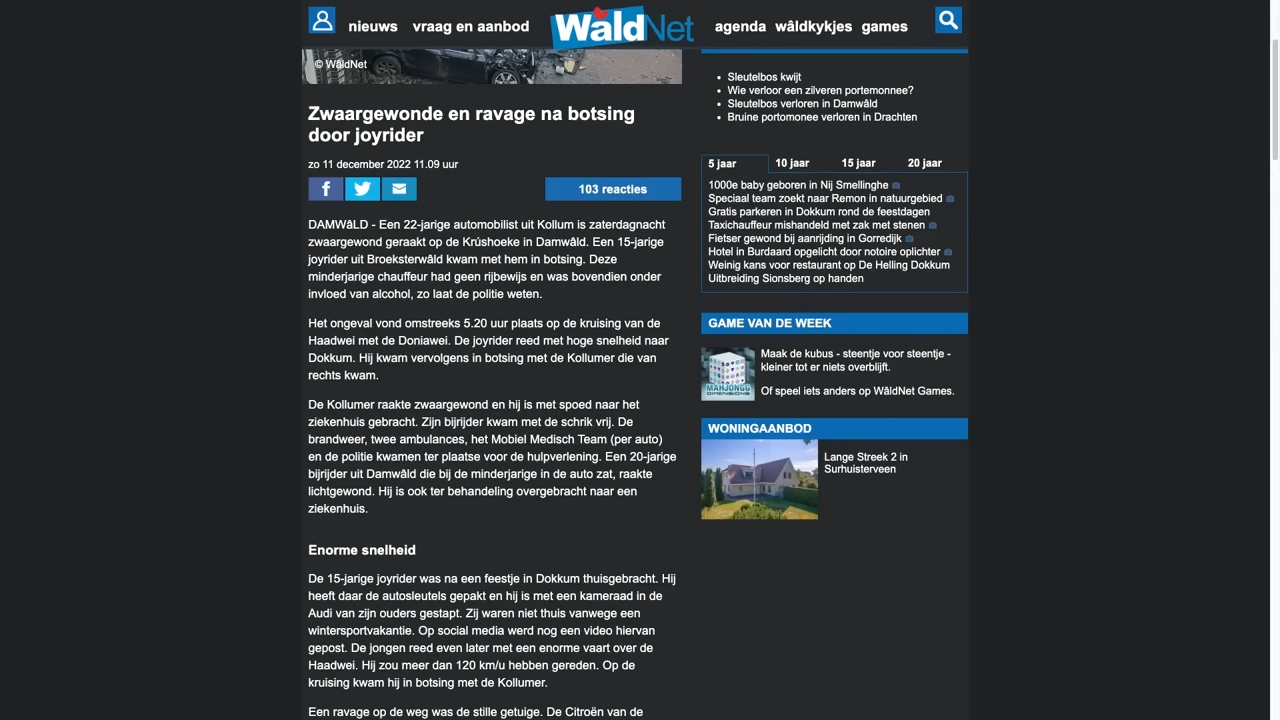 nieuws
vraag en aanbod
WâldNet
agenda
wâldkykjes
games
© WâldNet
Zwaargewonde en ravage na botsing
door joyrider
zo 11 december 2022 11.09 uur
103 reacties
DAMWâLD - Een 22-jarige automobilist uit Kollum is zaterdagnacht
zwaargewond geraakt op de Krúshoeke in Damwâld. Een 15-jarige
joyrider uit Broeksterwâld kwam met hem in botsing. Deze
minderjarige chauffeur had geen rijbewijs en was bovendien onder
invloed van alcohol, zo laat de politie weten.
Het ongeval vond omstreeks 5.20 uur plaats op de kruising van de
Haadwei met de Doniawei. De joyrider reed met hoge snelheid naar
Dokkum. Hij kwam vervolgens in botsing met de Kollumer die van
rechts kwam.
De Kollumer raakte zwaargewond en hij is met spoed naar het
ziekenhuis gebracht. Zijn bijrijder kwam met de schrik vrij. De
brandweer, twee ambulances, het Mobiel Medisch Team (per auto)
en de politie kwamen ter plaatse voor de hulpverlening. Een 20-jarige
bijrijder uit Damwâld die bij de minderjarige in de auto zat, raakte
lichtgewond. Hij is ook ter behandeling overgebracht naar een
ziekenhuis.
Enorme snelheid
De 15-jarige joyrider was na een feestje in Dokkum thuisgebracht. Hij
heeft daar de autosleutels gepakt en hij is met een kameraad in de
Audi van zijn ouders gestapt. Zij waren niet thuis vanwege een
wintersportvakantie. Op social media werd nog een video hiervan
gepost. De jongen reed even later met een enorme vaart over de
Haadwei. Hij zou meer dan 120 km/u hebben gereden. Op de
kruising kwam hij in botsing met de Kollumer.
Een ravage op de weg was de stille getuige. De Citroën van de
Sleutelbos kwijt
Wie verloor een zilveren portemonnee?
Sleutelbos verloren in Damwâld
Bruine portomonee verloren in Drachten
5 jaar
10 jaar
15 jaar
20 jaar
1000e baby geboren in Nij Smellinghe
Speciaal team zoekt naar Remon in natuurgebied
Gratis parkeren in Dokkum rond de feestdagen
Taxichauffeur mishandeld met zak met stenen
Fietser gewond bij aanrijding in Gorredijk
Hotel in Burdaard opgelicht door notoire oplichter
Weinig kans voor restaurant op De Helling Dokkum
Uitbreiding Sionsberg op handen
GAME VAN DE WEEK
MAHJONGG
DIMENSIONS
Maak de kubus - steentje voor steentje -
kleiner tot er niets overblijft.
Of speel iets anders op WâldNet Games.
WONINGAANBOD
Lange Streek 2 in
Surhuisterveen